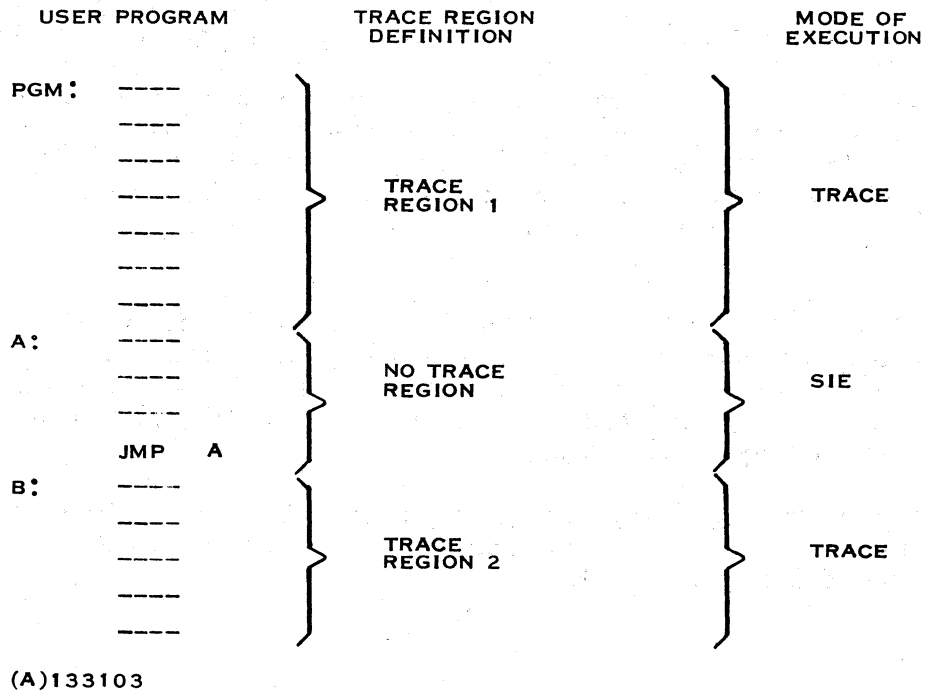 USER PROGRAM TRACE REGION DEFINITION MODE OF EXECUTION
PGM: ----
----
----
---- TRACE REGION 1 TRACE
----
----
----
A: ----
---- NO TRACE REGION SIE
----
JMP A
B: ----
----
---- TRACE REGION 2 TRACE
----
----
(A)133103